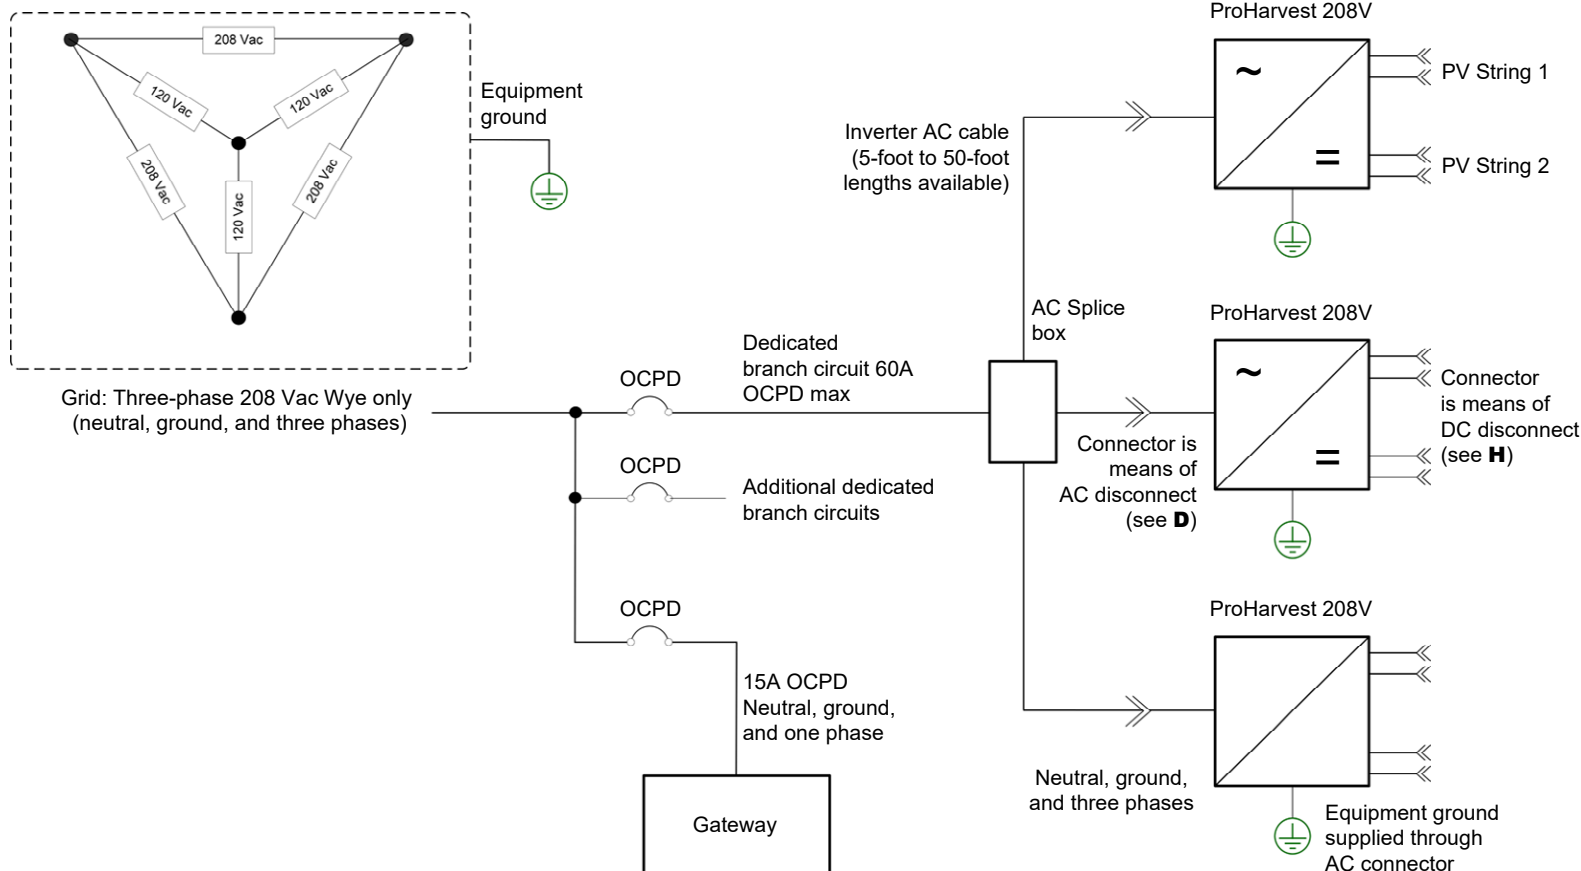 208 Vac
120 Vac
120 Vac
208 Vac
120 Vac
208 Vac
Equipment
ground
Grid: Three-phase 208 Vac Wye only
(neutral, ground, and three phases)
OCPD
Dedicated
branch circuit 60A
OCPD max
OCPD
Additional dedicated
branch circuits
OCPD
15A OCPD
Neutral, ground,
and one phase
Gateway
Inverter AC cable
(5-foot to 50-foot
lengths available)
AC Splice
box
Connector is
means of
AC disconnect
(see D)
Neutral, ground,
and three phases
ProHarvest 208V
~
=
PV String 1
PV String 2
ProHarvest 208V
~
=
Connector
is means of
DC disconnect
(see H)
ProHarvest 208V
Equipment ground
supplied through
AC connector